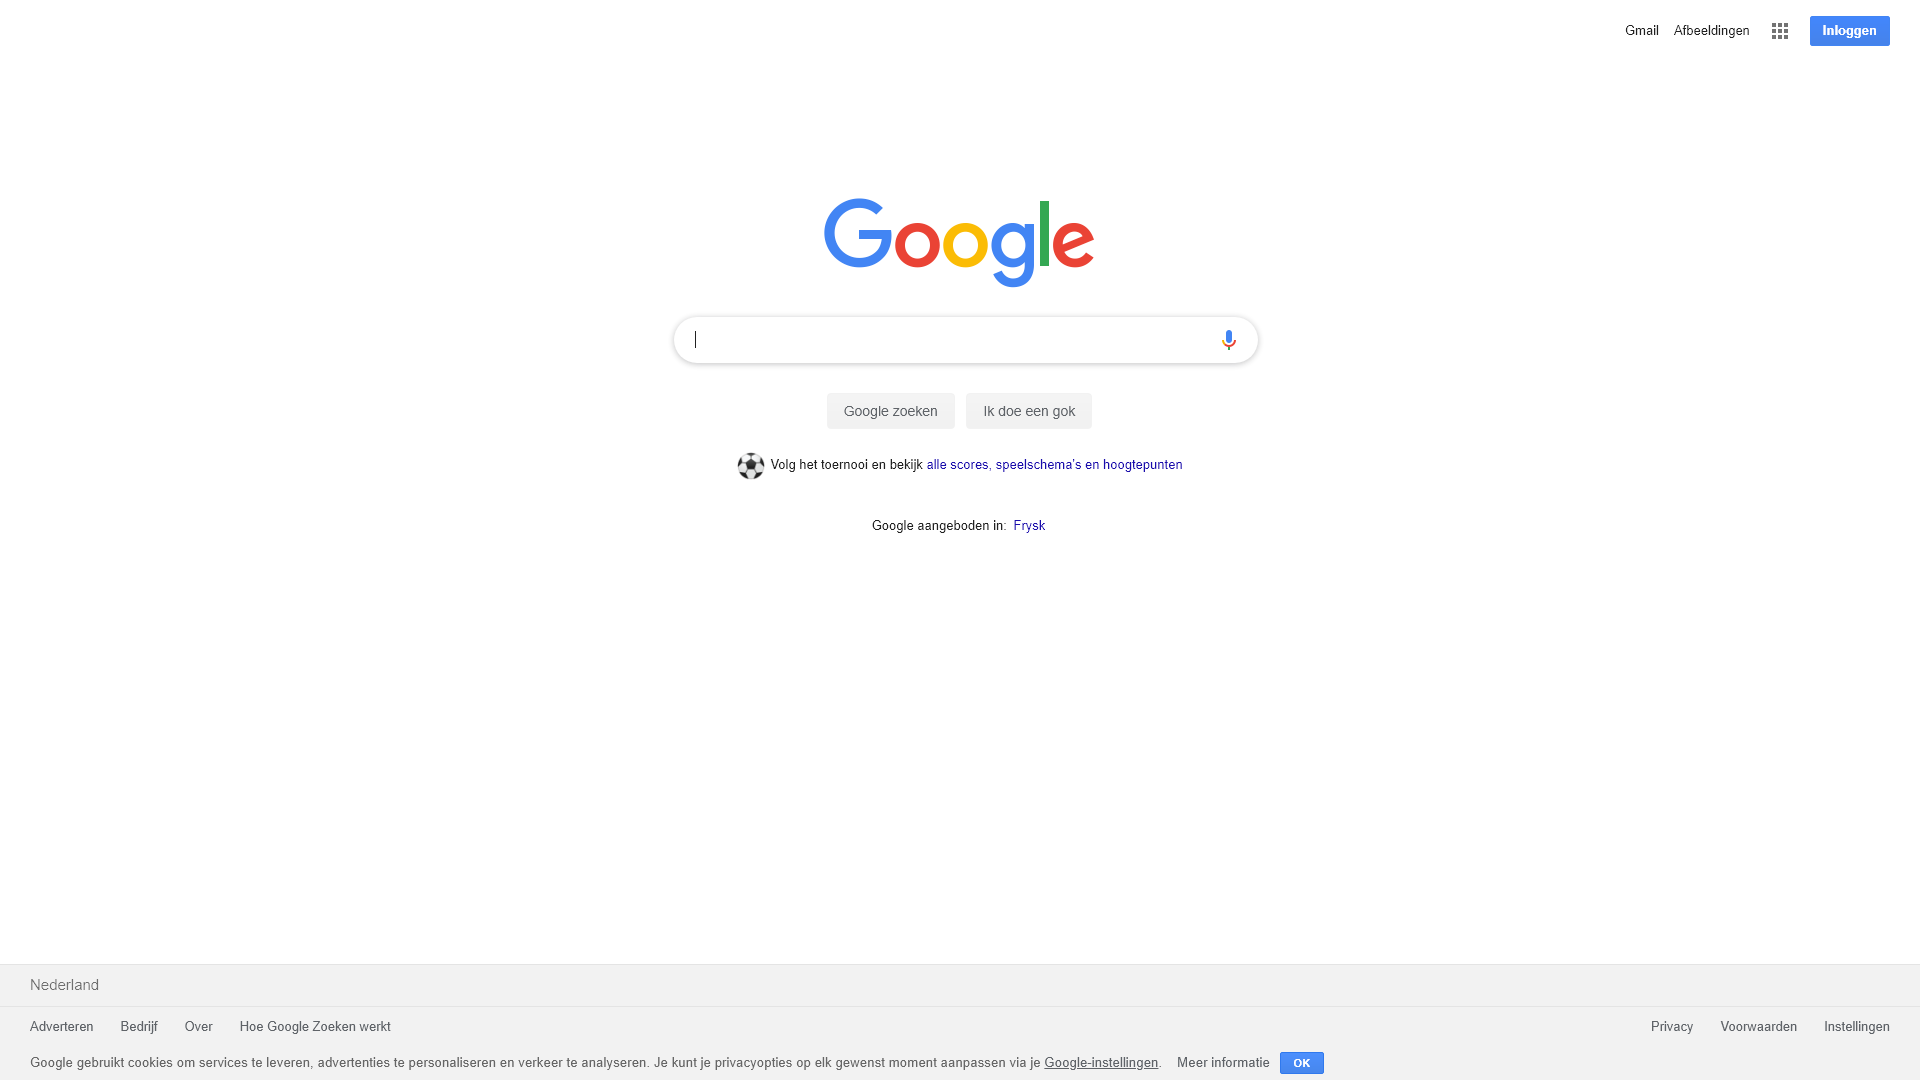 Gmail Afbeeldingen Inloggen
Google
Google zoeken Ik doe een gok
Volg het toernooi en bekijk alle scores, speelschema's en hoogtepunten
Google aangeboden in: Frysk
Nederland
Adverteren Bedrijf Over Hoe Google Zoeken werkt Privacy Voorwaarden Instellingen
Google gebruikt cookies om services te leveren, advertenties te personaliseren en verkeer te analyseren. Je kunt je privacyopties op elk gewenst moment aanpassen via je Google-instellingen. Meer informatie OK